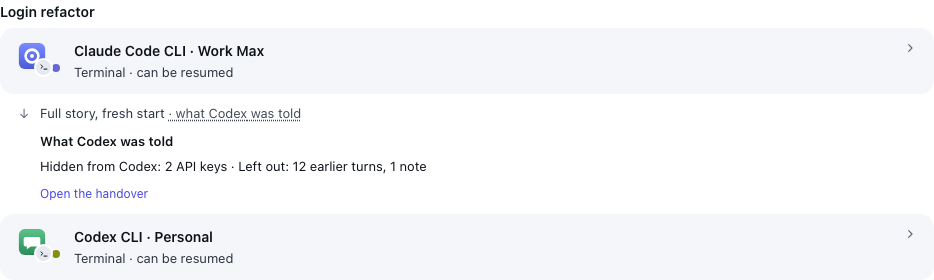 Login refactor
Claude Code CLI · Work Max
Terminal · can be resumed
Full story, fresh start · what Codex was told
What Codex was told
Hidden from Codex: 2 API keys · Left out: 12 earlier turns, 1 note
Open the handover
Codex CLI · Personal
Terminal · can be resumed